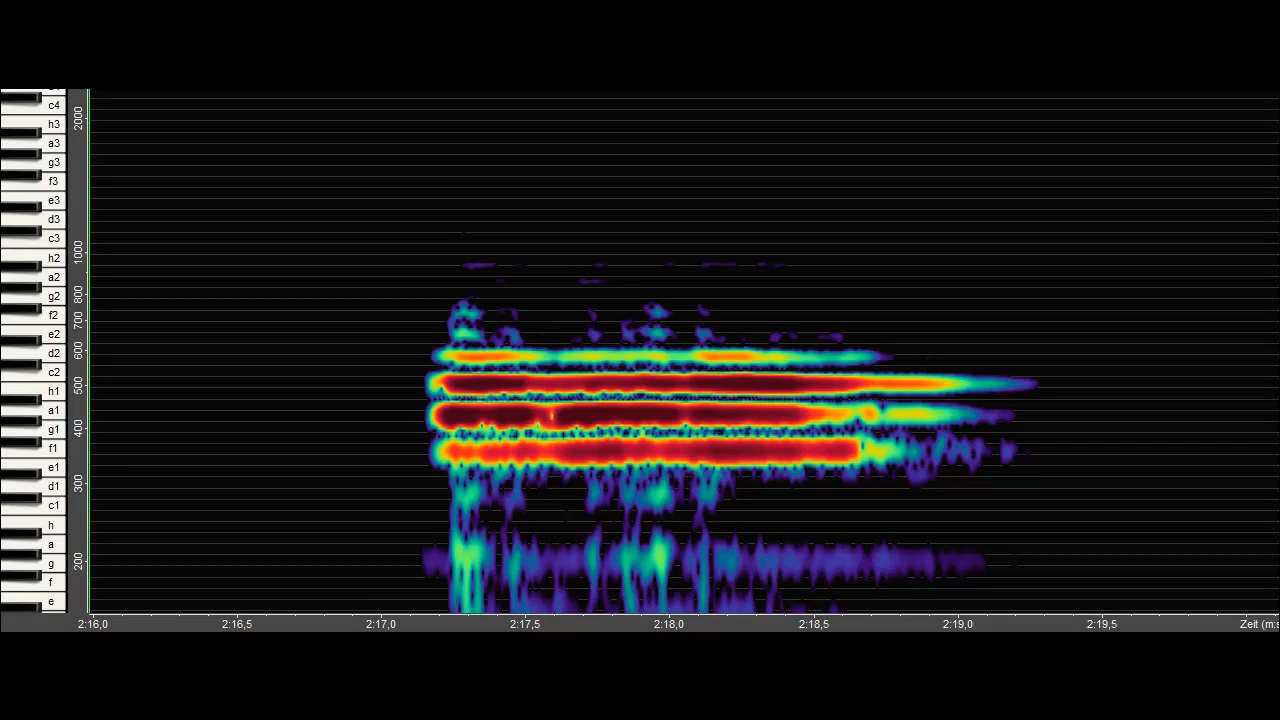 c4
h3
a3
g3
f3
e3
d3
c3
h2
a2
g2
f2
e2
d2
c2
h1
a1
g1
f1
e1
d1
c1
h
a
g
f
e
2000
1000
800
700
600
500
400
300
200
2:16,0 2:16,5 2:17,0 2:17,5 2:18,0 2:18,5 2:19,0 2:19,5 Zeit (m:s